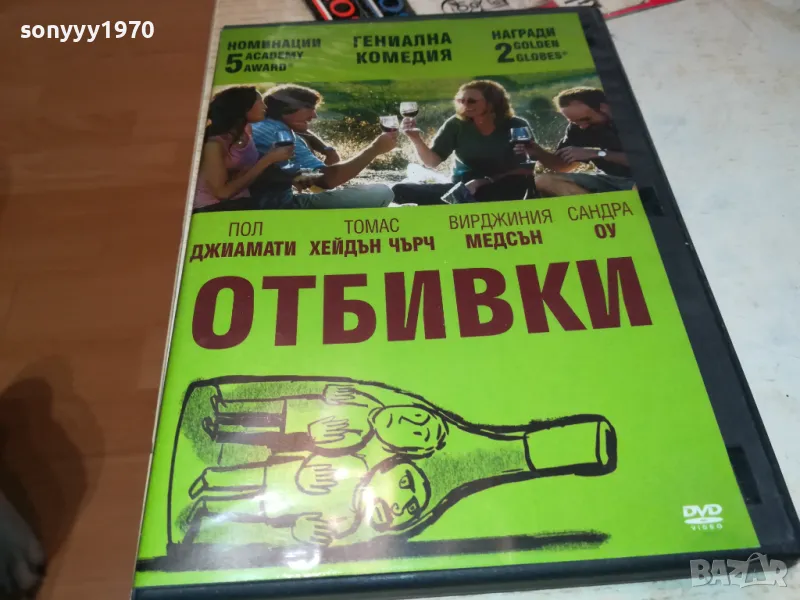 sonyyy1970
НОМИНАЦИИ
5 ACADEMY AWARD®
ГЕНИАЛНА
КОМЕДИЯ
НАГРАДИ
2 GOLDEN GLOBES®
ПОЛ
ДЖИАМАТИ
ТОМАС
ХЕЙДЪН ЧЪРЧ
ВИРДЖИНИЯ
МЕДСЪН
САНДРА
ОУ
ОТБИВКИ
DVD
VIDEO
BAZAR